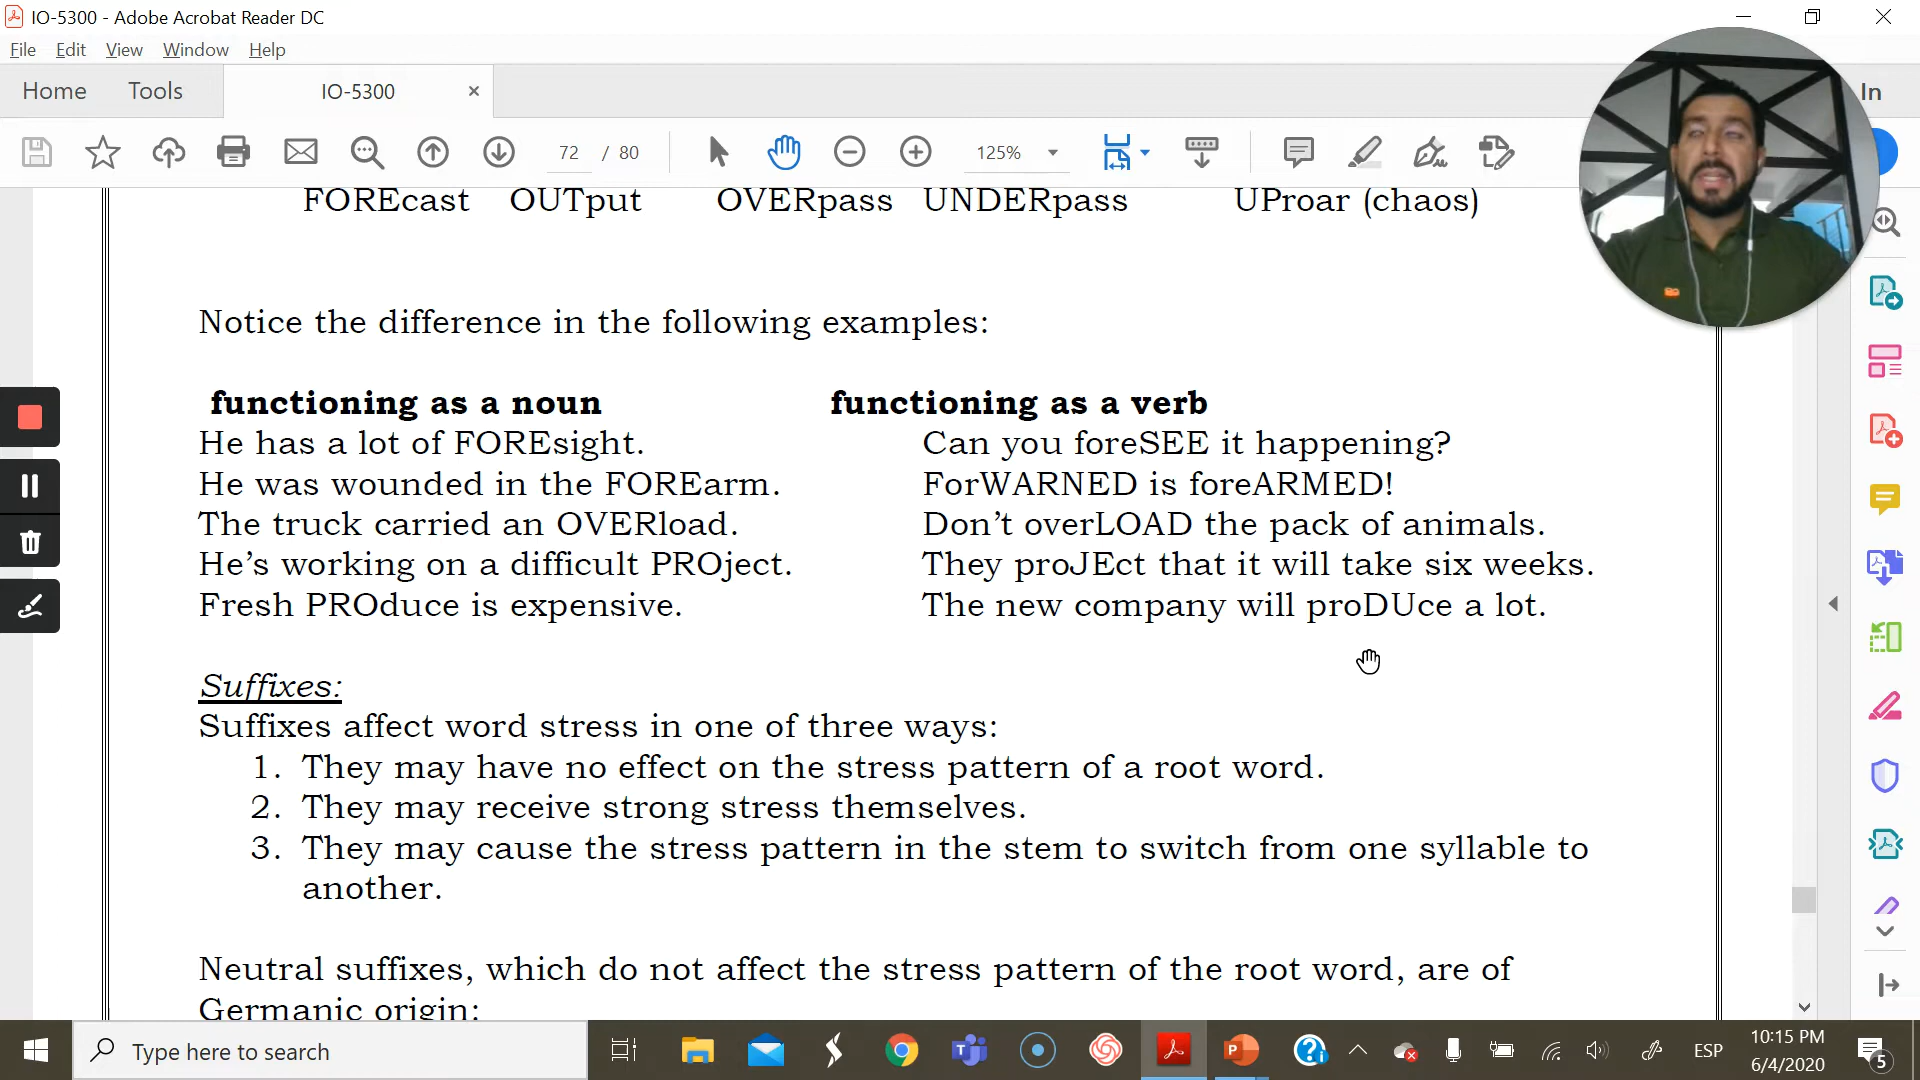 IO-5300 - Adobe Acrobat Reader DC
File Edit View Window Help
Home Tools IO-5300 × In
72 / 80 125%
FOREcast OUTput OVERpass UNDERpass UProar (chaos)
Notice the difference in the following examples:
functioning as a noun functioning as a verb
He has a lot of FOREsight. Can you foreSEE it happening?
He was wounded in the FOREarm. ForWARNED is foreARMED!
The truck carried an OVERload. Don't overLOAD the pack of animals.
He's working on a difficult PROject. They proJEct that it will take six weeks.
Fresh PROduce is expensive. The new company will proDUce a lot.
Suffixes:
Suffixes affect word stress in one of three ways:
1. They may have no effect on the stress pattern of a root word.
2. They may receive strong stress themselves.
3. They may cause the stress pattern in the stem to switch from one syllable to
another.
Neutral suffixes, which do not affect the stress pattern of the root word, are of
Germanic origin:
Type here to search
ESP
10:15 PM
6/4/2020
5